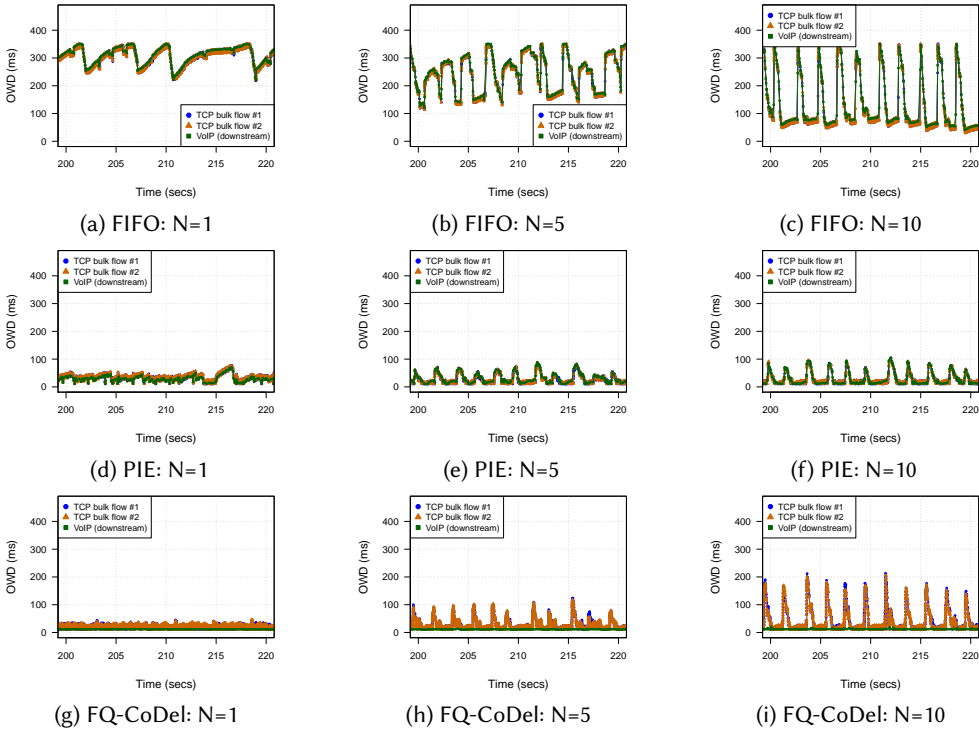 OWD (ms)
400
300
200
100
0
TCP bulk flow #1
TCP bulk flow #2
VoIP (downstream)
200
205
210
215
220
Time (secs)
(a) FIFO: N=1
OWD (ms)
400
300
200
100
0
TCP bulk flow #1
TCP bulk flow #2
VoIP (downstream)
200
205
210
215
220
Time (secs)
(b) FIFO: N=5
OWD (ms)
400
300
200
100
0
TCP bulk flow #1
TCP bulk flow #2
VoIP (downstream)
200
205
210
215
220
Time (secs)
(c) FIFO: N=10
OWD (ms)
400
300
200
100
0
TCP bulk flow #1
TCP bulk flow #2
VoIP (downstream)
200
205
210
215
220
Time (secs)
(d) PIE: N=1
OWD (ms)
400
300
200
100
0
TCP bulk flow #1
TCP bulk flow #2
VoIP (downstream)
200
205
210
215
220
Time (secs)
(e) PIE: N=5
OWD (ms)
400
300
200
100
0
TCP bulk flow #1
TCP bulk flow #2
VoIP (downstream)
200
205
210
215
220
Time (secs)
(f) PIE: N=10
OWD (ms)
400
300
200
100
0
TCP bulk flow #1
TCP bulk flow #2
VoIP (downstream)
200
205
210
215
220
Time (secs)
(g) FQ-CoDel: N=1
OWD (ms)
400
300
200
100
0
TCP bulk flow #1
TCP bulk flow #2
VoIP (downstream)
200
205
210
215
220
Time (secs)
(h) FQ-CoDel: N=5
OWD (ms)
400
300
200
100
0
TCP bulk flow #1
TCP bulk flow #2
VoIP (downstream)
200
205
210
215
220
Time (secs)
(i) FQ-CoDel: N=10